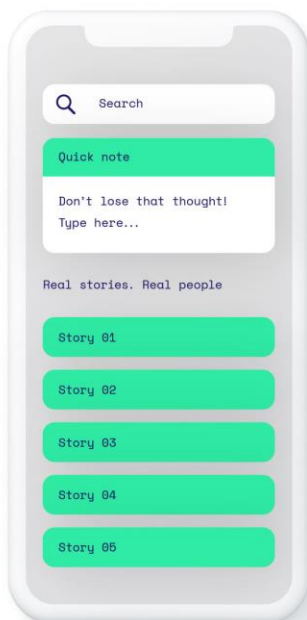 Search
Quick note
Don't lose that thought!
Type here...
Real stories. Real people
Story 01
Story 02
Story 03
Story 04
Story 05